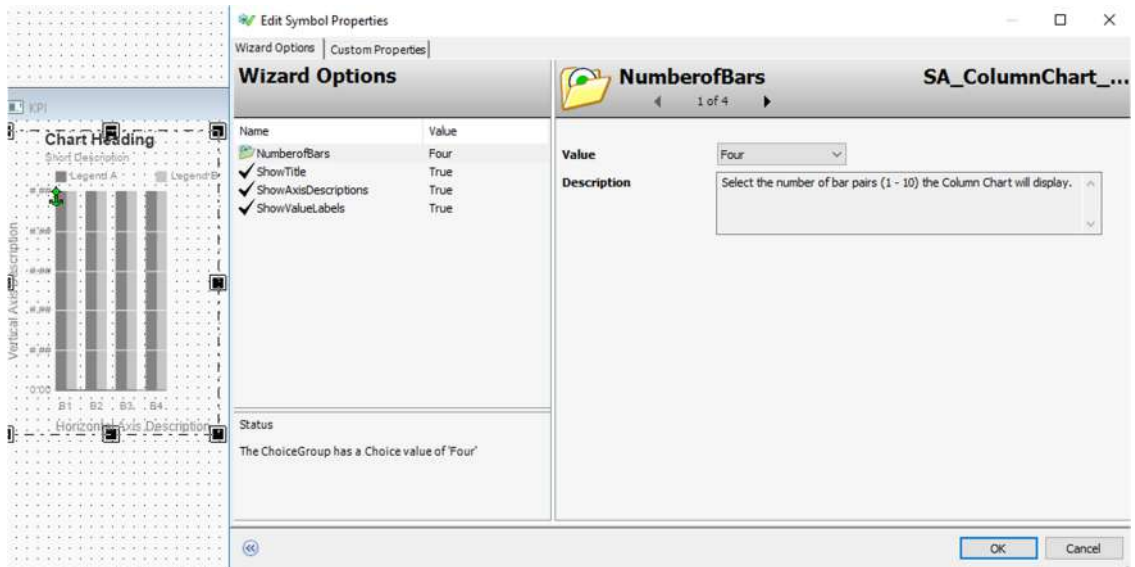 KPI
Chart Heading
Short Description
Legend A
Legend B
Vertical Axis Description
#.##
#.##
#.##
#.##
#.##
0.00
B1 B2 B3 B4
Horizontal Axis Description
Edit Symbol Properties
Wizard Options
Custom Properties
Wizard Options
Name Value
NumberofBars Four
ShowTitle True
ShowAxisDescriptions True
ShowValueLabels True
Status
The ChoiceGroup has a Choice value of 'Four'
NumberofBars
SA_ColumnChart_...
1 of 4
Value Four
Description Select the number of bar pairs (1 - 10) the Column Chart will display.
OK Cancel